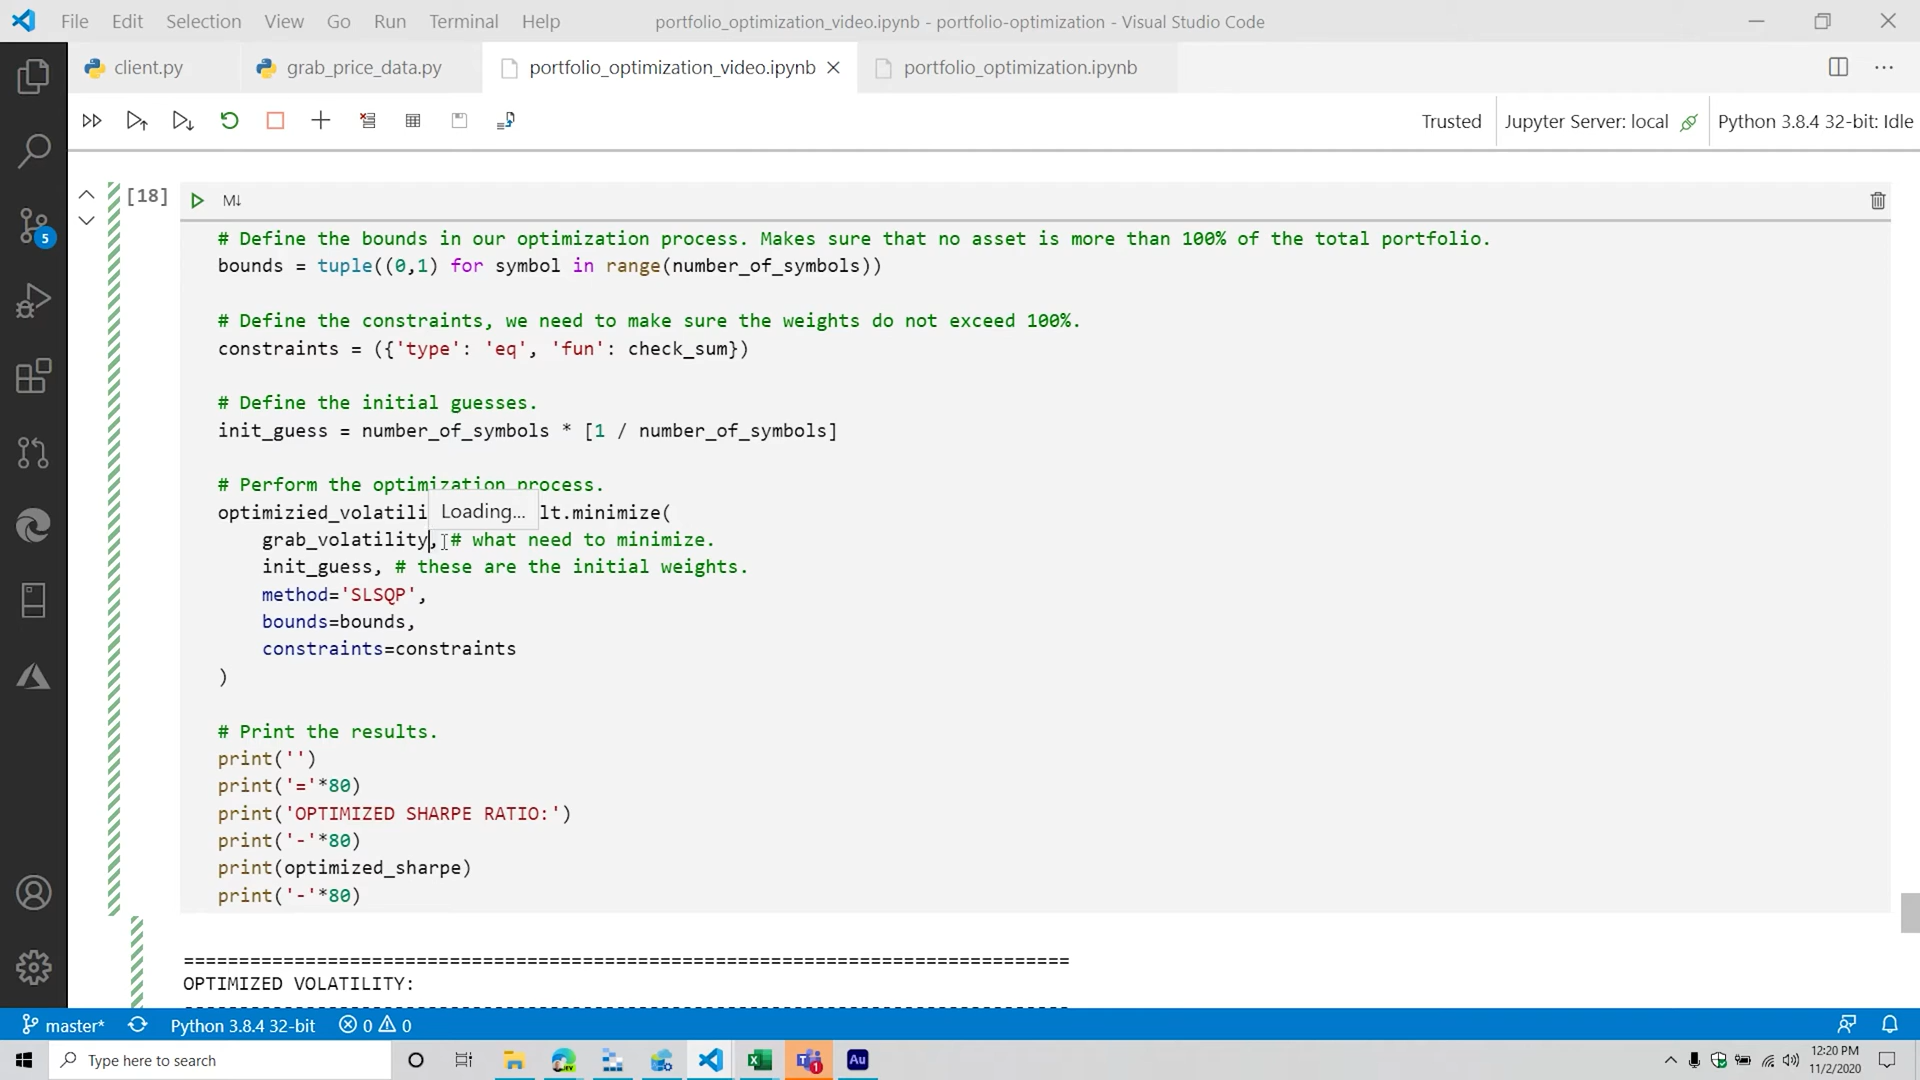 File Edit Selection View Go Run Terminal Help portfolio_optimization_video.ipynb - portfolio-optimization - Visual Studio Code
client.py grab_price_data.py portfolio_optimization_video.ipynb portfolio_optimization.ipynb
Trusted Jupyter Server: local Python 3.8.4 32-bit: Idle
[18] M↓
# Define the bounds in our optimization process. Makes sure that no asset is more than 100% of the total portfolio.
bounds = tuple((0,1) for symbol in range(number_of_symbols))
# Define the constraints, we need to make sure the weights do not exceed 100%.
constraints = ({'type': 'eq', 'fun': check_sum})
# Define the initial guesses.
init_guess = number_of_symbols * [1 / number_of_symbols]
# Perform the optimization process.
optimizied_volatili Loading... lt.minimize(
grab_volatility, # what need to minimize.
init_guess, # these are the initial weights.
method='SLSQP',
bounds=bounds,
constraints=constraints
)
# Print the results.
print('')
print('='*80)
print('OPTIMIZED SHARPE RATIO:')
print('-'*80)
print(optimized_sharpe)
print('-'*80)
================================================================================
OPTIMIZED VOLATILITY:
--------------------------------------------------------------------------------
5
master* Python 3.8.4 32-bit 0 0
Type here to search
Au
1
12:20 PM
11/2/2020